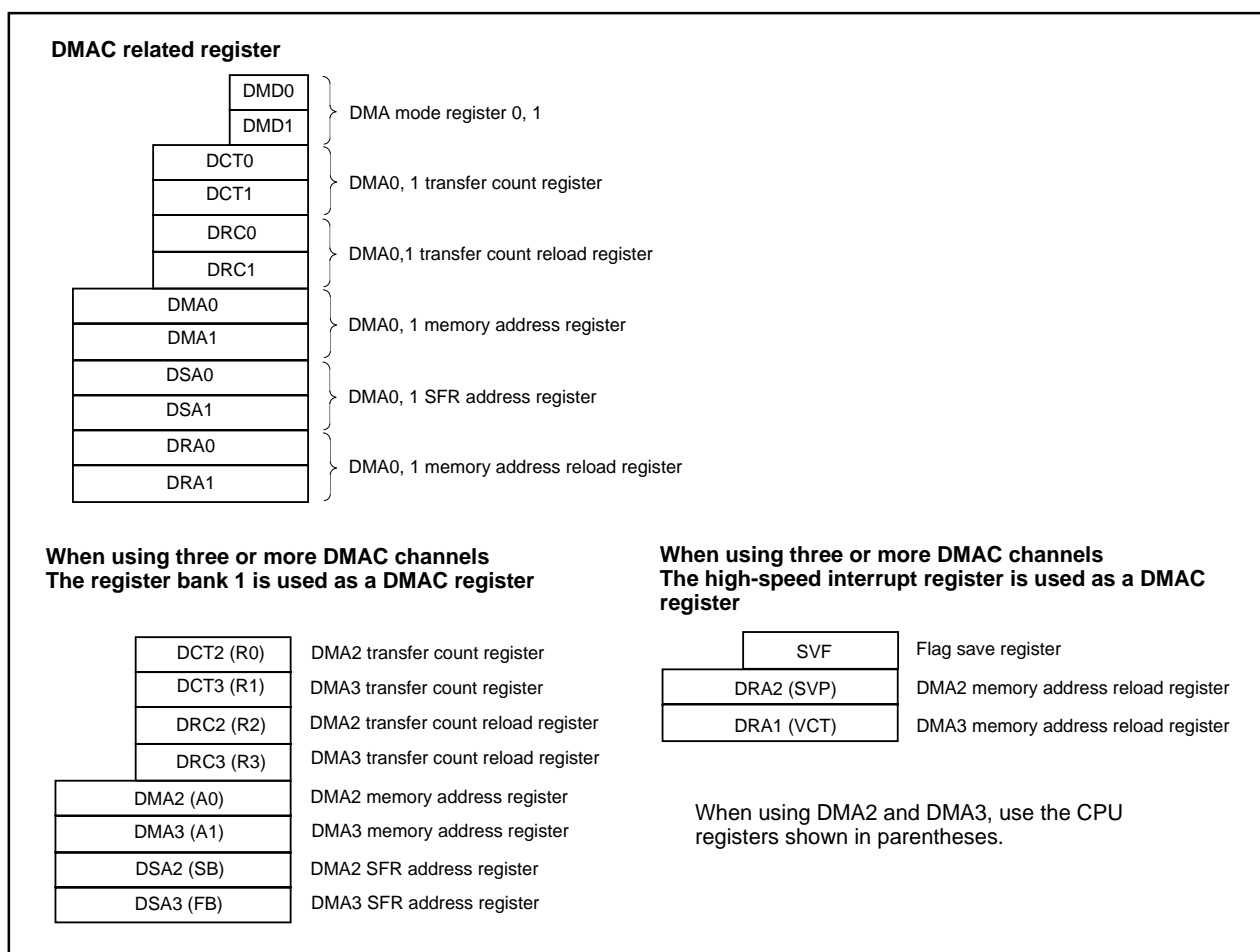 DMAC related register
DMD0
DMD1
DMA mode register 0, 1
DCT0
DCT1
DMA0, 1 transfer count register
DRC0
DRC1
DMA0,1 transfer count reload register
DMA0
DMA1
DMA0, 1 memory address register
DSA0
DSA1
DMA0, 1 SFR address register
DRA0
DRA1
DMA0, 1 memory address reload register
When using three or more DMAC channels
The register bank 1 is used as a DMAC register
DCT2 (R0) DMA2 transfer count register
DCT3 (R1) DMA3 transfer count register
DRC2 (R2) DMA2 transfer count reload register
DRC3 (R3) DMA3 transfer count reload register
DMA2 (A0) DMA2 memory address register
DMA3 (A1) DMA3 memory address register
DSA2 (SB) DMA2 SFR address register
DSA3 (FB) DMA3 SFR address register
When using three or more DMAC channels
The high-speed interrupt register is used as a DMAC
register
SVF Flag save register
DRA2 (SVP) DMA2 memory address reload register
DRA1 (VCT) DMA3 memory address reload register
When using DMA2 and DMA3, use the CPU
registers shown in parentheses.